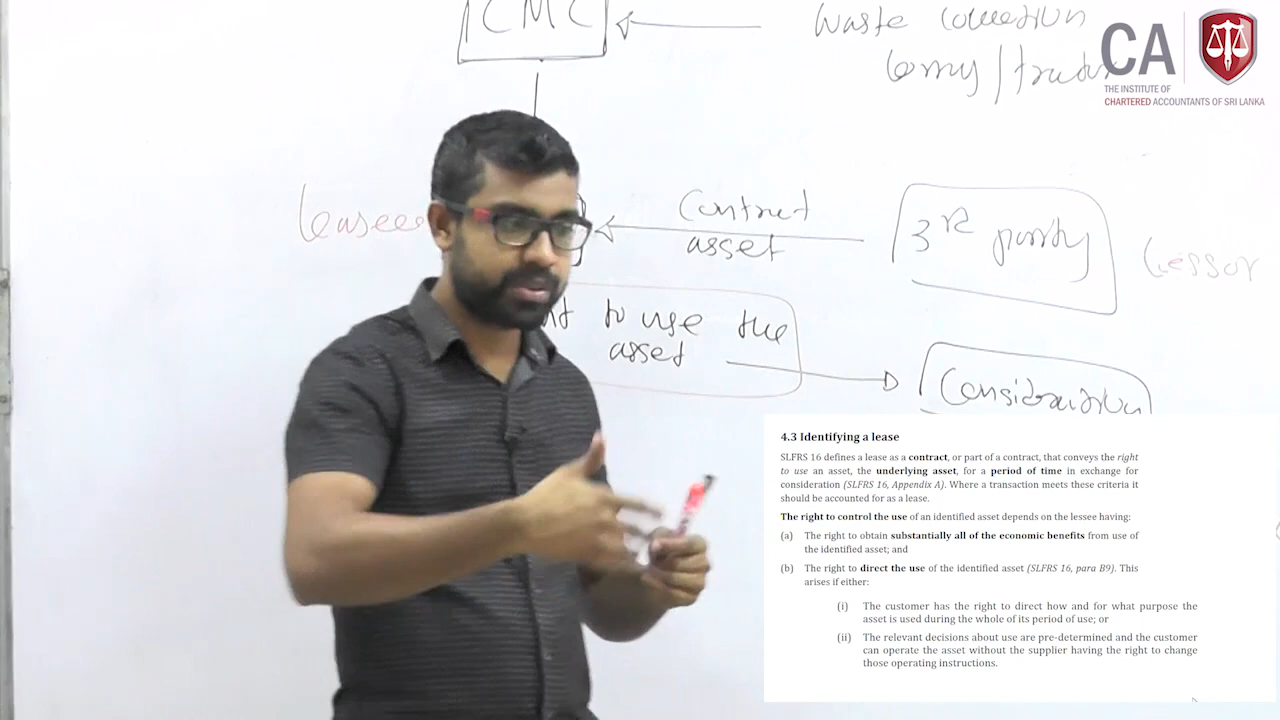 CMC
waste collection
lorry / tractor
CA
THE INSTITUTE OF
CHARTERED ACCOUNTANTS OF SRI LANKA
leasee
contract
asset
3rd party
Lessor
to use the
asset
Consideration
4.3 Identifying a lease
SLFRS 16 defines a lease as a contract, or part of a contract, that conveys the right
to use an asset, the underlying asset, for a period of time in exchange for
consideration (SLFRS 16, Appendix A). Where a transaction meets these criteria it
should be accounted for as a lease.
The right to control the use of an identified asset depends on the lessee having:
(a) The right to obtain substantially all of the economic benefits from use of
the identified asset; and
(b) The right to direct the use of the identified asset (SLFRS 16, para B9). This
arises if either:
(i) The customer has the right to direct how and for what purpose the
asset is used during the whole of its period of use; or
(ii) The relevant decisions about use are pre-determined and the customer
can operate the asset without the supplier having the right to change
those operating instructions.